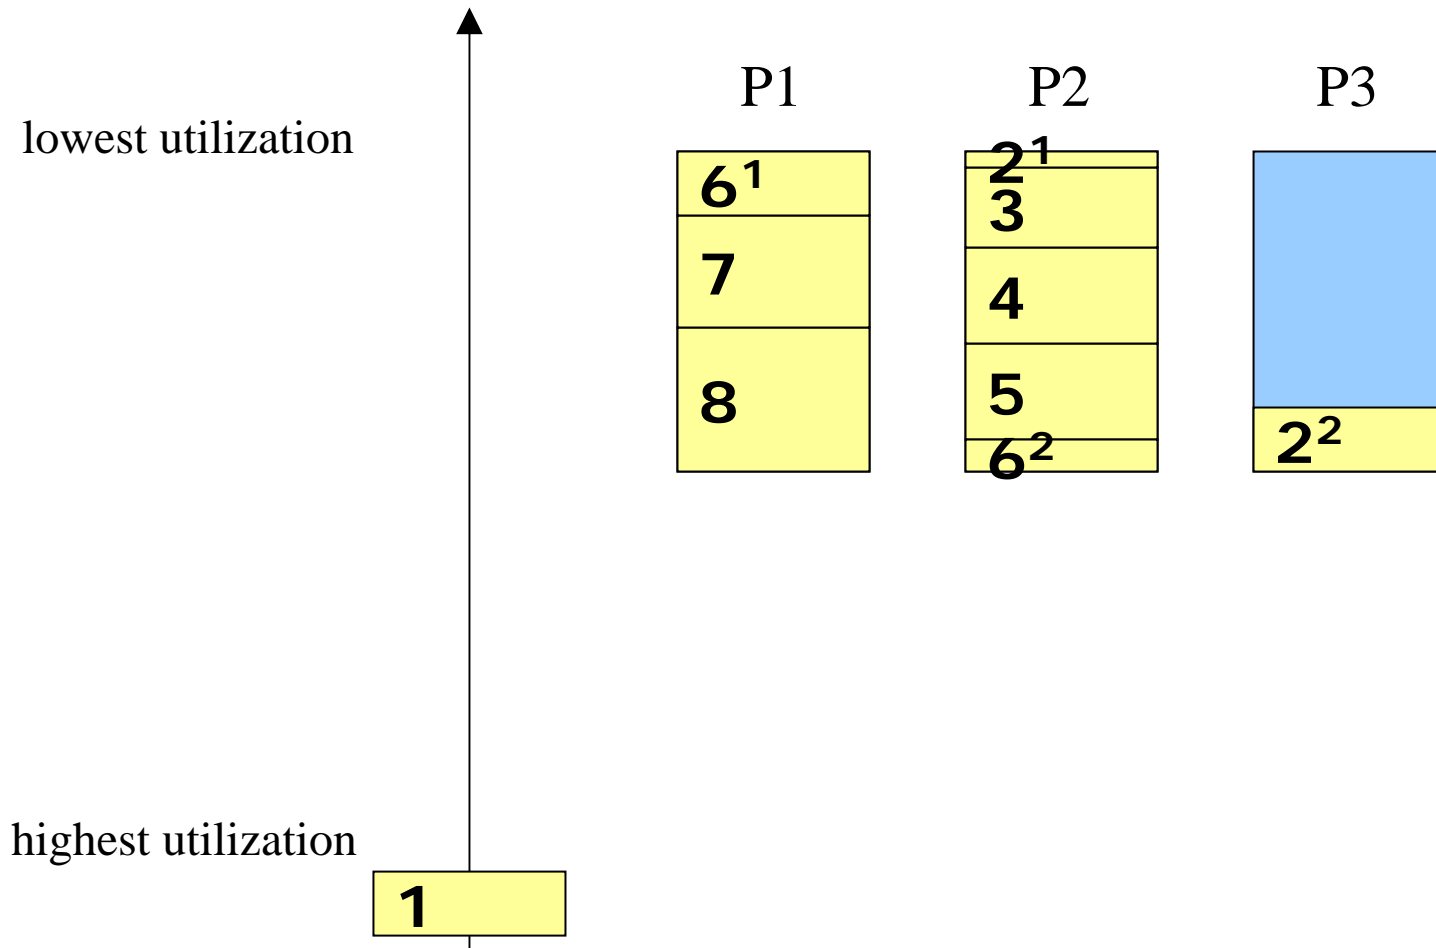 P1 P2 P3
lowest utilization
6¹ 2¹
3
7
4
8 5
6² 2²
highest utilization
1